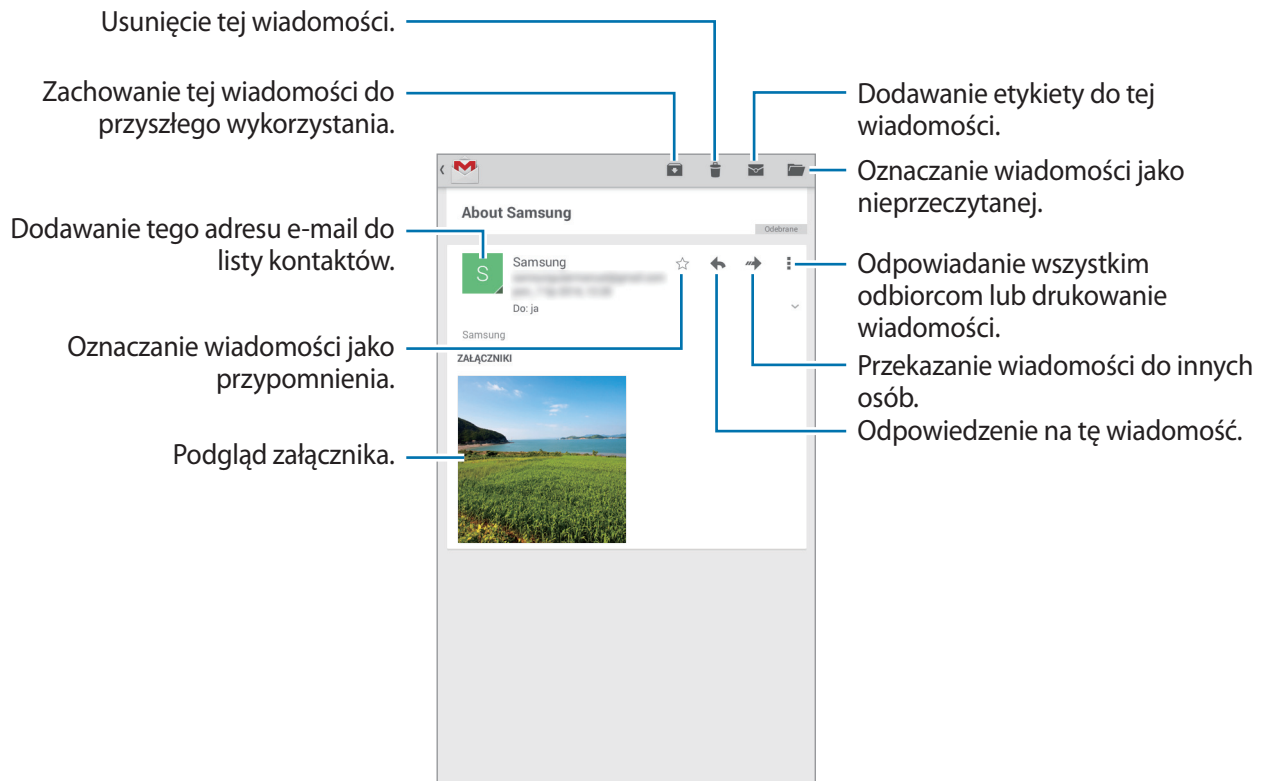 Usunięcie tej wiadomości.
Zachowanie tej wiadomości do
przyszłego wykorzystania.
Dodawanie tego adresu e-mail do
listy kontaktów.
Oznaczanie wiadomości jako
przypomnienia.
Podgląd załącznika.
About Samsung
Odebrane
S
Samsung
Do: ja
Samsung
ZAŁĄCZNIKI
Dodawanie etykiety do tej
wiadomości.
Oznaczanie wiadomości jako
nieprzeczytanej.
Odpowiadanie wszystkim
odbiorcom lub drukowanie
wiadomości.
Przekazanie wiadomości do innych
osób.
Odpowiedzenie na tę wiadomość.